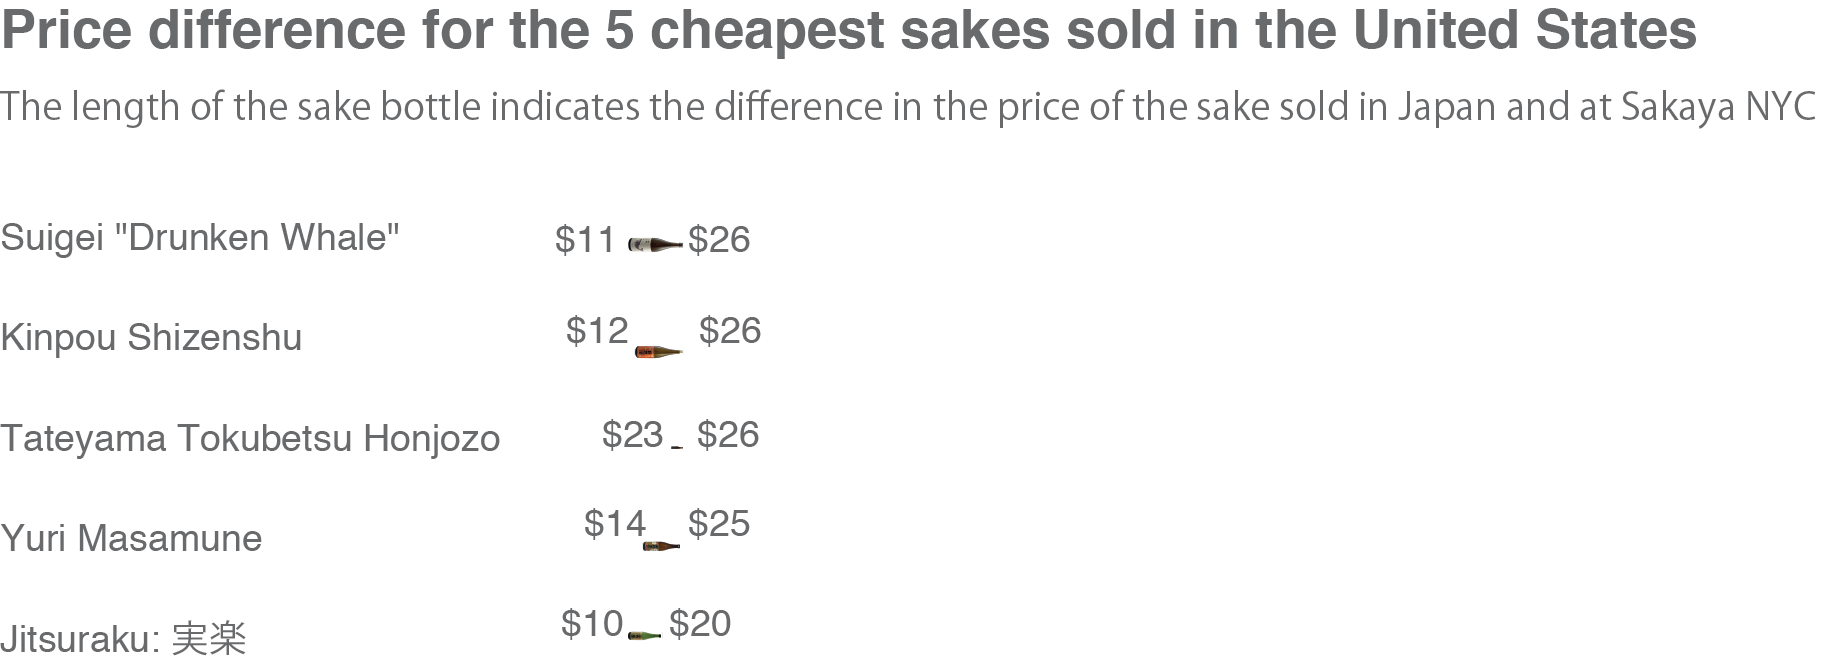 Price difference for the 5 cheapest sakes sold in the United States
The length of the sake bottle indicates the difference in the price of the sake sold in Japan and at Sakaya NYC
Suigei "Drunken Whale" $11 $26
Kinpou Shizenshu $12 $26
Tateyama Tokubetsu Honjozo $23 $26
Yuri Masamune $14 $25
Jitsuraku: 実楽 $10 $20